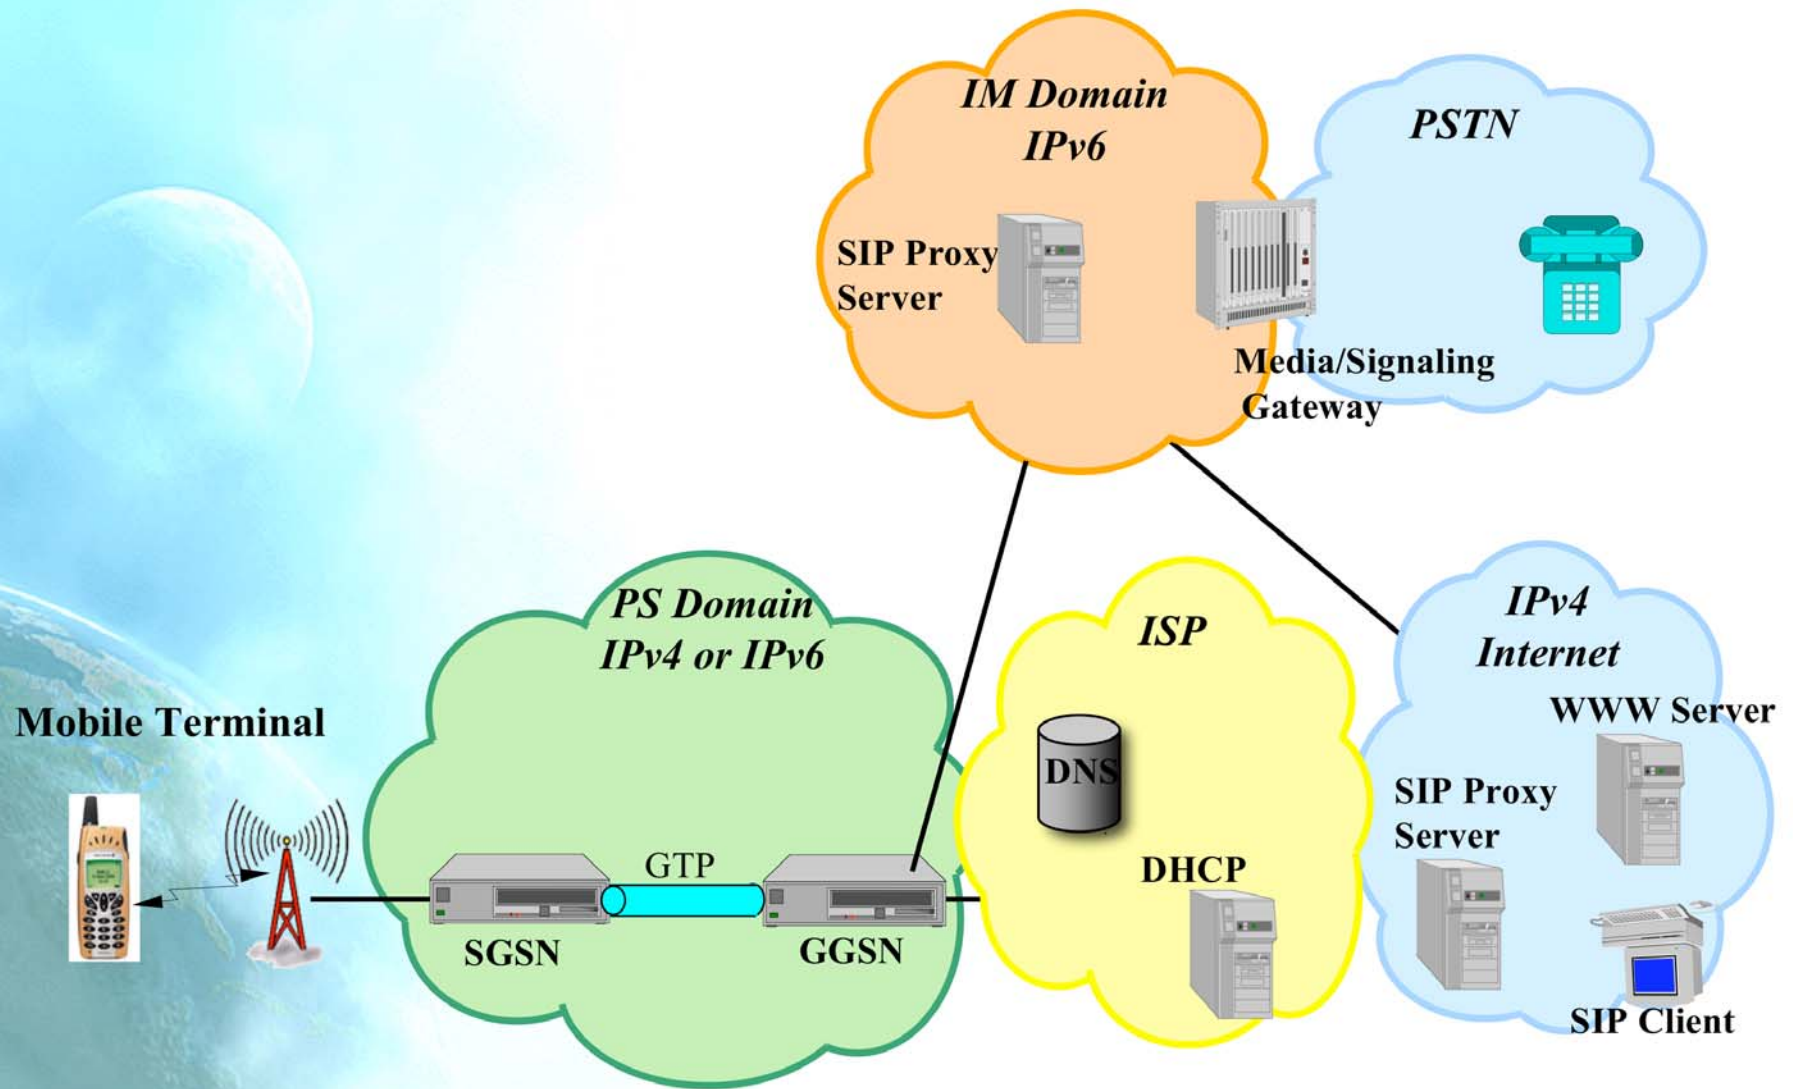 IM Domain
IPv6
PSTN
SIP Proxy
Server
Media/Signaling
Gateway
PS Domain
IPv4 or IPv6
ISP
IPv4
Internet
Mobile Terminal
WWW Server
DNS
SIP Proxy
Server
GTP
DHCP
SGSN
GGSN
SIP Client